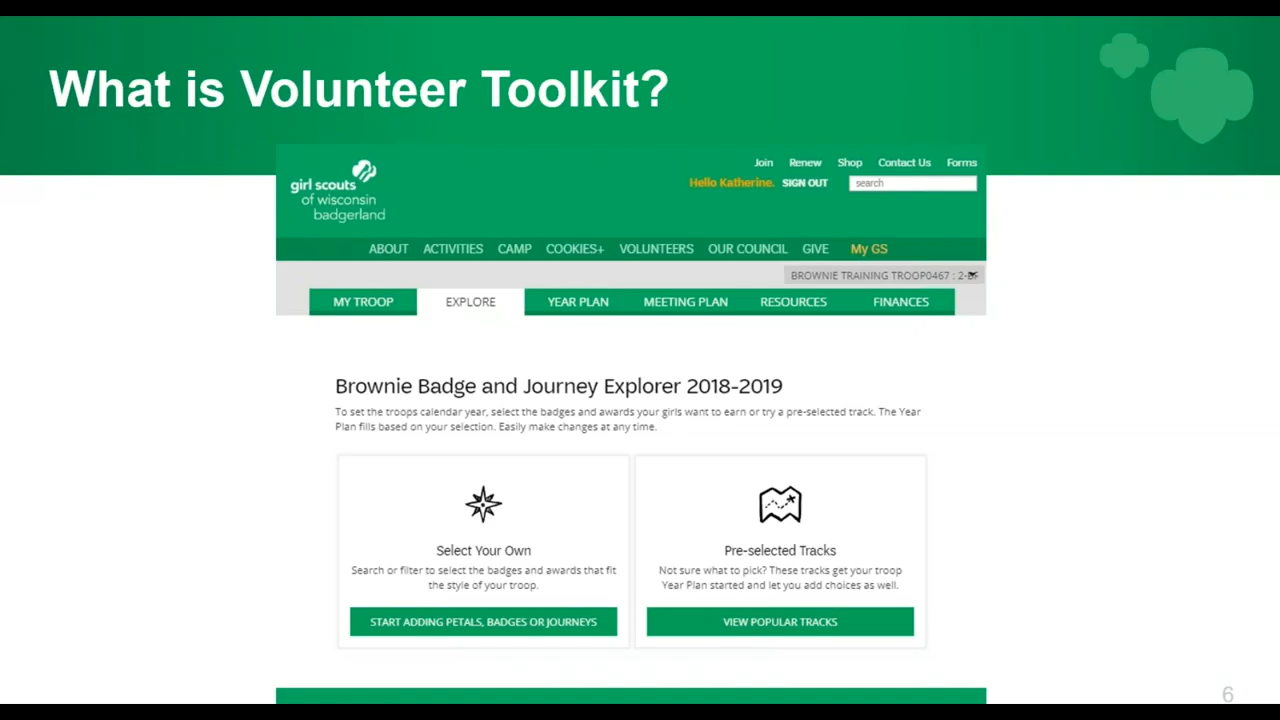 What is Volunteer Toolkit?
girl scouts
of wisconsin
badgerland
Join Renew Shop Contact Us Forms
Hello Katherine. SIGN OUT search
ABOUT ACTIVITIES CAMP COOKIES+ VOLUNTEERS OUR COUNCIL GIVE My GS
BROWNIE TRAINING TROOP0467 : 2-
MY TROOP EXPLORE YEAR PLAN MEETING PLAN RESOURCES FINANCES
Brownie Badge and Journey Explorer 2018-2019
To set the troops calendar year, select the badges and awards your girls want to earn or try a pre-selected track. The Year
Plan fills based on your selection. Easily make changes at any time.
Select Your Own
Search or filter to select the badges and awards that fit
the style of your troop.
START ADDING PETALS, BADGES OR JOURNEYS
Pre-selected Tracks
Not sure what to pick? These tracks get your troop
Year Plan started and let you add choices as well.
VIEW POPULAR TRACKS
6